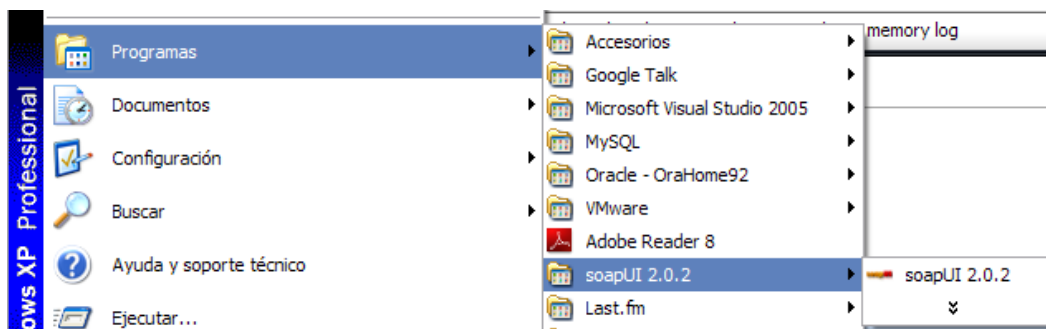 Programas
Documentos
Configuración
Buscar
Ayuda y soporte técnico
Ejecutar...
ows XP Professional
Accesorios
Google Talk
Microsoft Visual Studio 2005
MySQL
Oracle - OraHome92
VMware
Adobe Reader 8
soapUI 2.0.2
Last.fm
memory log
soapUI 2.0.2